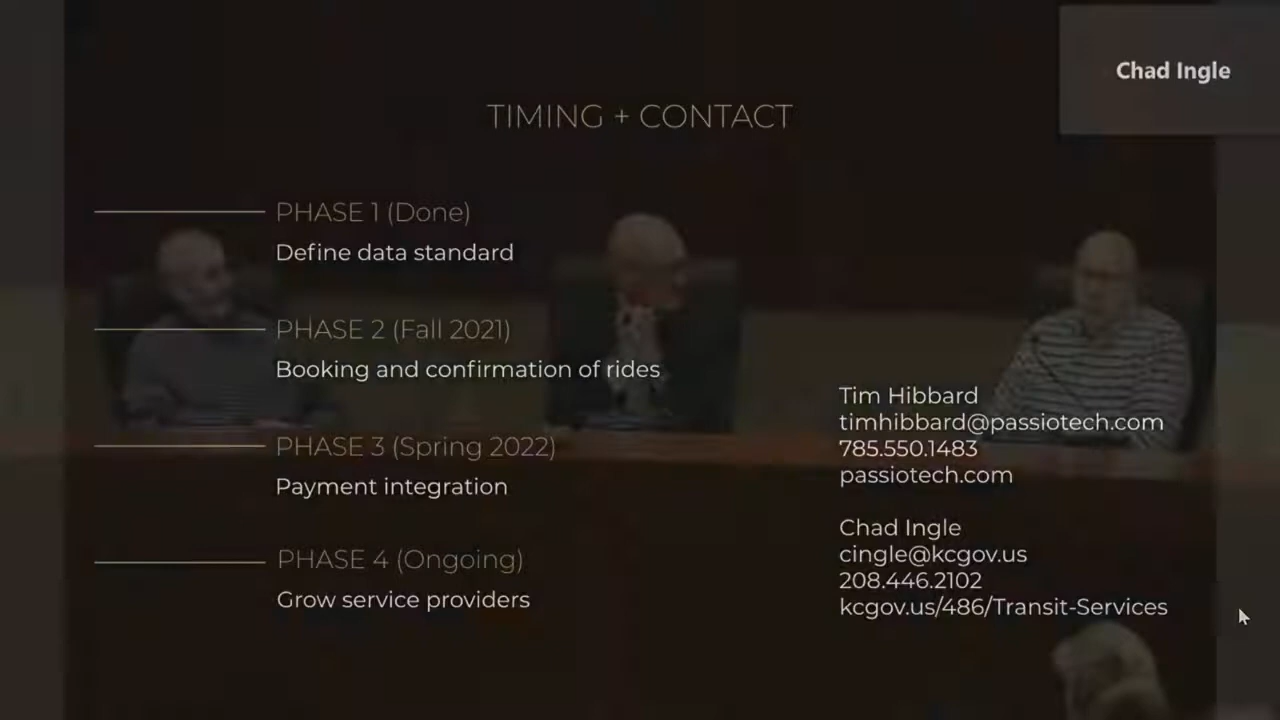 Chad Ingle
TIMING + CONTACT
PHASE 1 (Done)
Define data standard
PHASE 2 (Fall 2021)
Booking and confirmation of rides
PHASE 3 (Spring 2022)
Payment integration
PHASE 4 (Ongoing)
Grow service providers
Tim Hibbard
timhibbard@passiotech.com
785.550.1483
passiotech.com
Chad Ingle
cingle@kcgov.us
208.446.2102
kcgov.us/486/Transit-Services